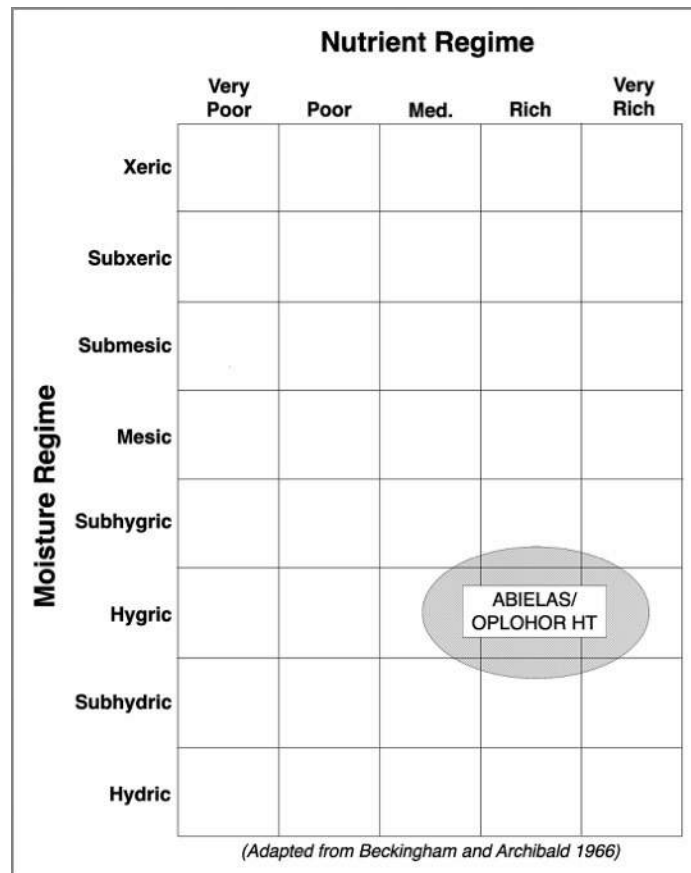 Nutrient Regime
Very Poor
Poor
Med.
Rich
Very Rich
Moisture Regime
Xeric
Subxeric
Submesic
Mesic
Subhygric
Hygric
Subhydric
Hydric
ABIELAS/
OPLOHOR HT
(Adapted from Beckingham and Archibald 1966)